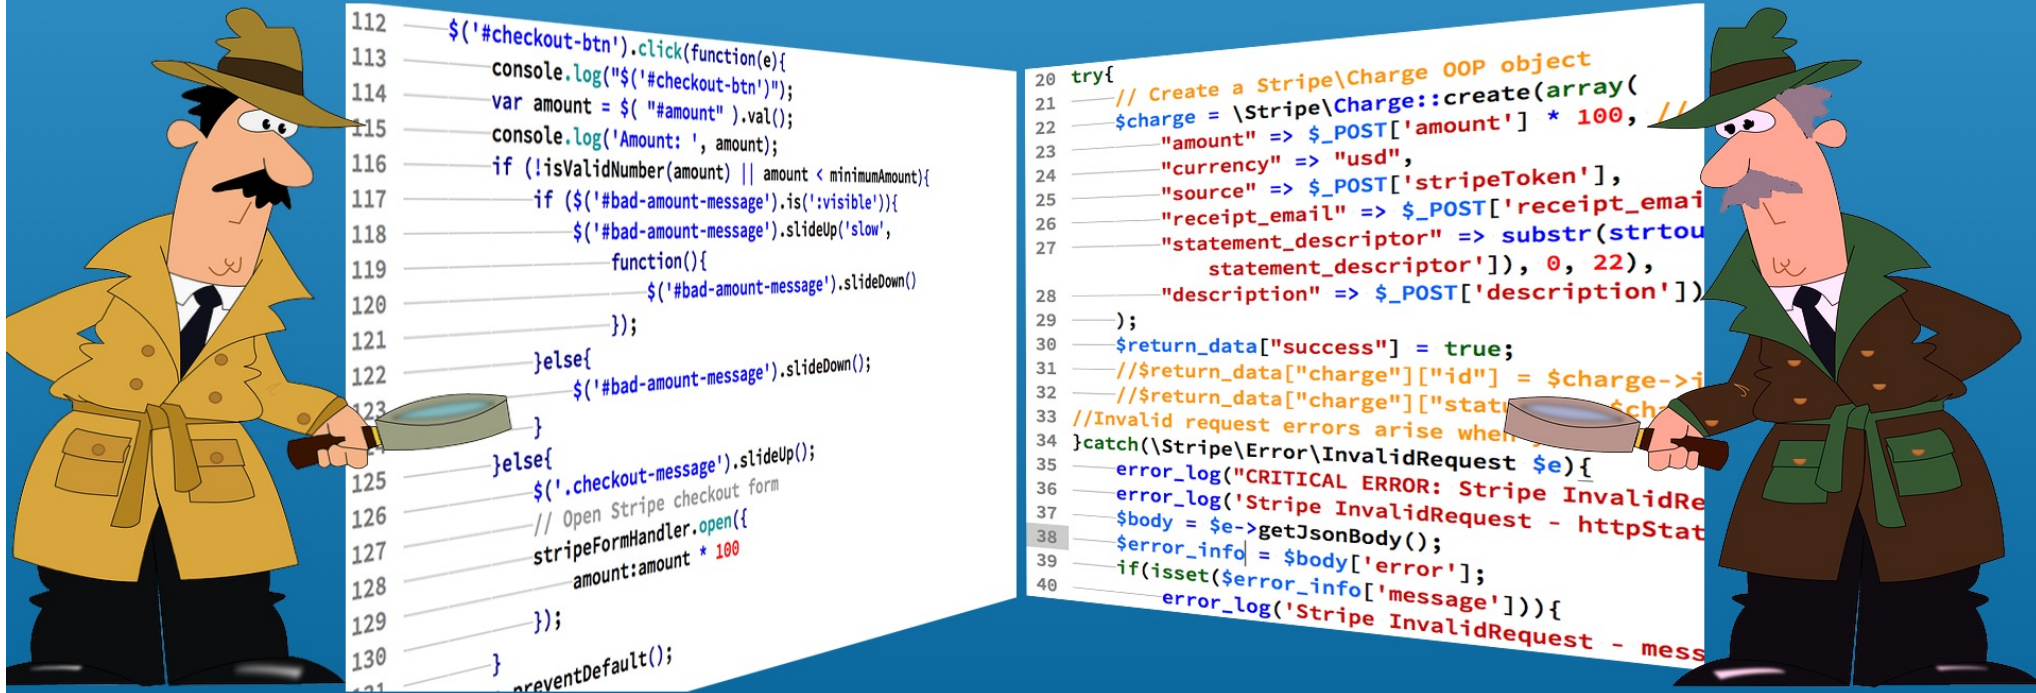 112 $('#checkout-btn').click(function(e){
113 console.log("$('#checkout-btn')");
114 var amount = $( "#amount" ).val();
115 console.log('Amount: ', amount);
116 if (!isValidNumber(amount) || amount < minimumAmount){
117 if ($('#bad-amount-message').is(':visible')){
118 $('#bad-amount-message').slideUp('slow',
119 function(){
120 $('#bad-amount-message').slideDown()
121 });
122 }else{
123 $('#bad-amount-message').slideDown();
}
125 }else{
126 $('.checkout-message').slideUp();
127 // Open Stripe checkout form
128 stripeFormHandler.open({
129 amount:amount * 100
130 });
}
preventDefault();
20 try{
21 // Create a Stripe\Charge OOP object
22 $charge = \Stripe\Charge::create(array(
23 "amount" => $_POST['amount'] * 100, //
24 "currency" => "usd",
25 "source" => $_POST['stripeToken'],
26 "receipt_email" => $_POST['receipt_emai
27 "statement_descriptor" => substr(strtou
statement_descriptor']), 0, 22),
28 "description" => $_POST['description'])
29 );
30 $return_data["success"] = true;
31 //$return_data["charge"]["id"] = $charge->i
32 //$return_data["charge"]["statu $cha
33 //Invalid request errors arise when
34 }catch(\Stripe\Error\InvalidRequest $e){
35 error_log("CRITICAL ERROR: Stripe InvalidRe
36 error_log('Stripe InvalidRequest - httpStat
37 $body = $e->getJsonBody();
38 $error_info = $body['error'];
39 if(isset($error_info['message'])){
40 error_log('Stripe InvalidRequest - mess